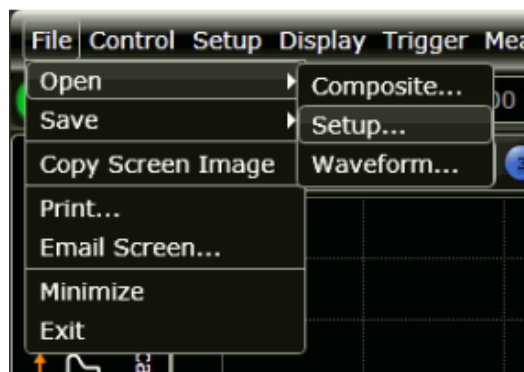 File Control Setup Display Trigger
Open
Composite...
Save
Setup...
Copy Screen Image
Waveform...
Print...
Email Screen...
Minimize
Exit